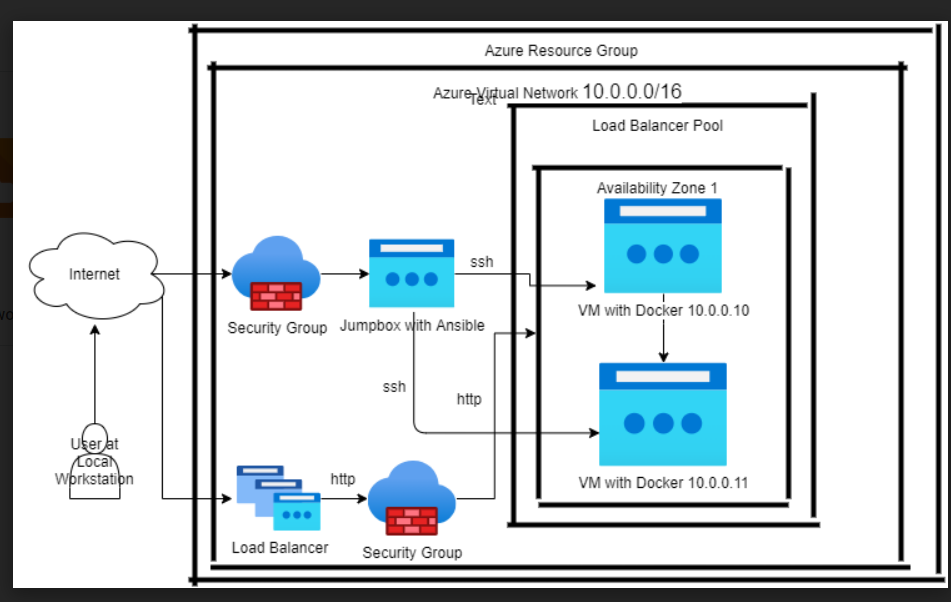 Azure Resource Group
Azure Virtual Network 10.0.0.0/16
Text
Load Balancer Pool
Availability Zone 1
Internet
ssh
VM with Docker 10.0.0.10
Security Group
Jumpbox with Ansible
ssh
http
User at
Local
Workstation
http
VM with Docker 10.0.0.11
Load Balancer
Security Group